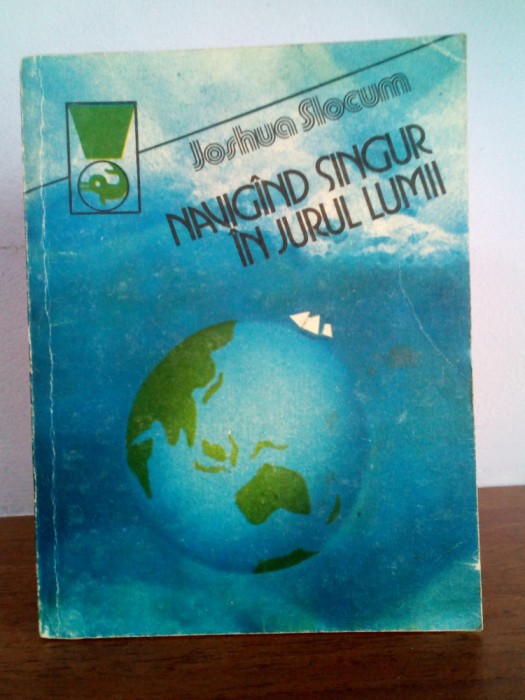 Joshua Slocum
NAVIGÎND SINGUR
ÎN JURUL LUMII